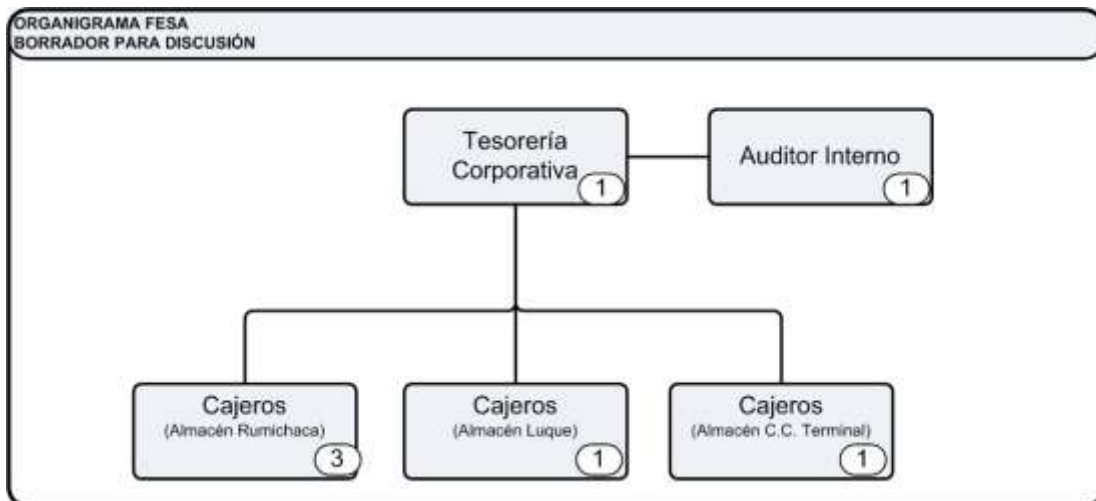 ORGANIGRAMA FESA
BORRADOR PARA DISCUSIÓN
Tesorería
Corporativa
1
Auditor Interno
1
Cajeros
(Almacén Rumichaca)
3
Cajeros
(Almacén Luque)
1
Cajeros
(Almacén C.C. Terminal)
1